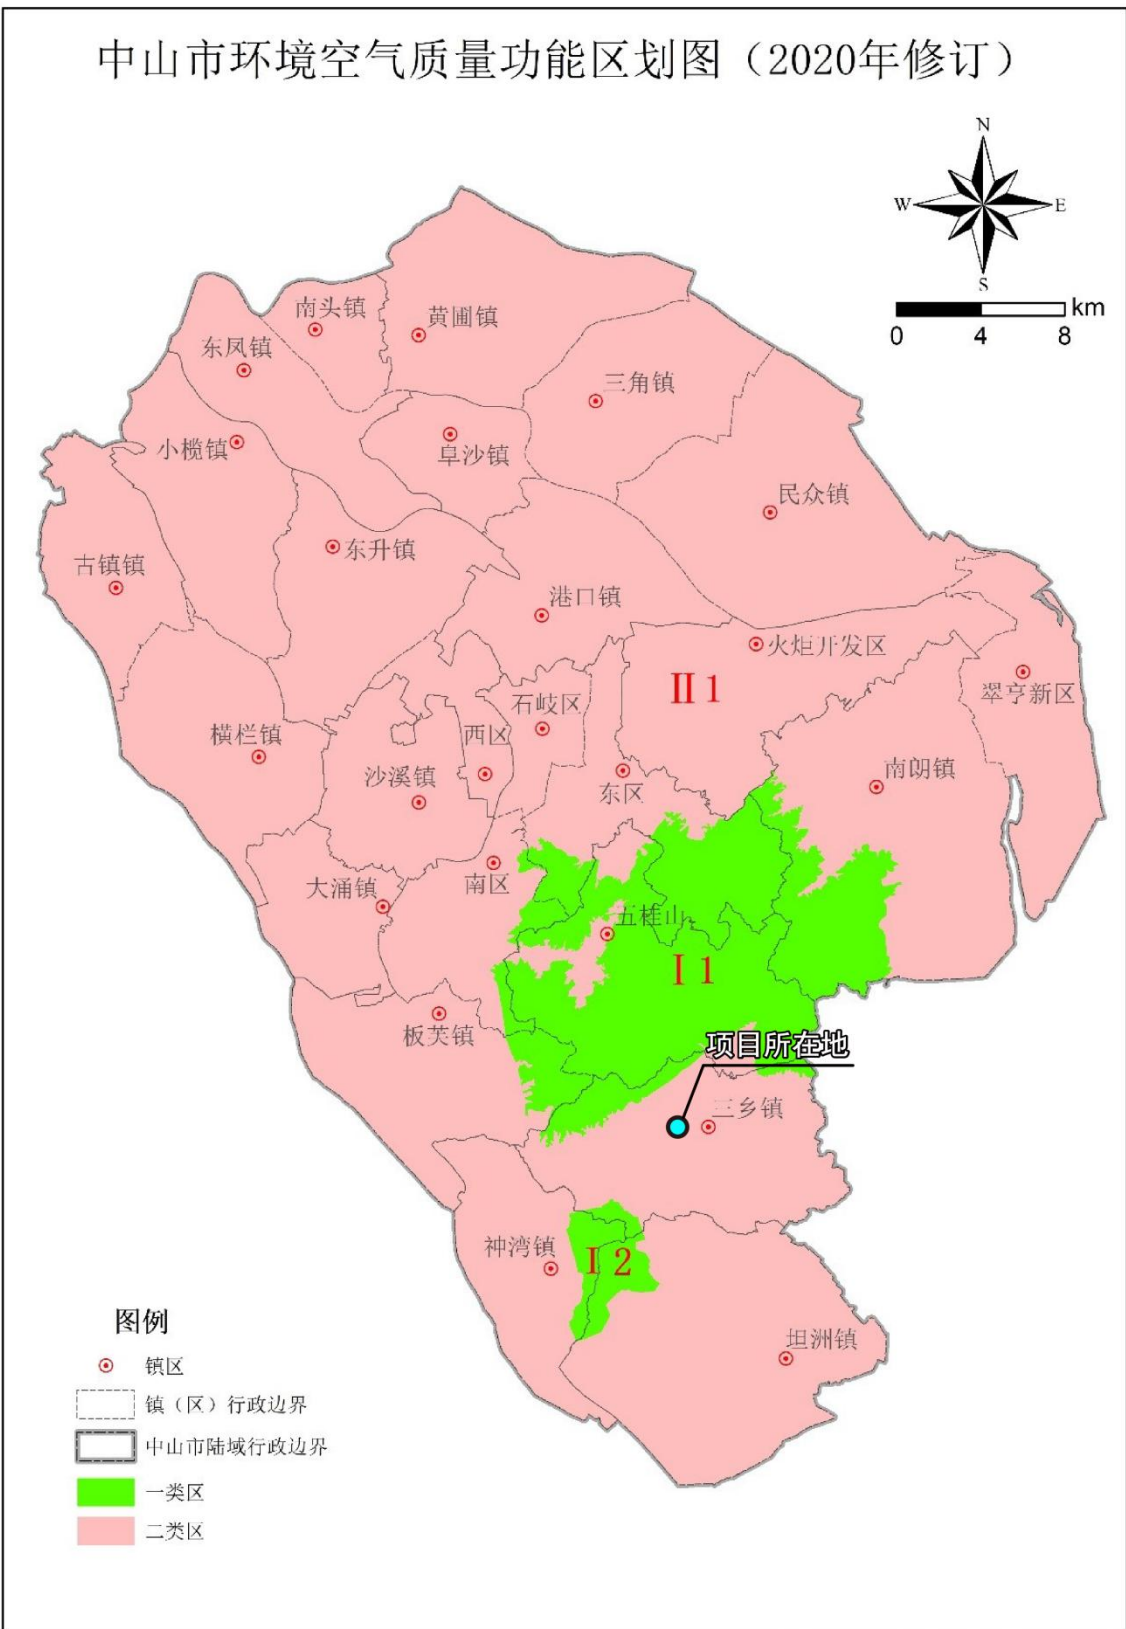 中山市环境空气质量功能区划图（2020年修订）
N
W
E
S
km
0 4 8
南头镇
黄圃镇
东凤镇
三角镇
小榄镇
阜沙镇
民众镇
东升镇
古镇镇
港口镇
火炬开发区
翠亨新区
Ⅱ1
石岐区
横栏镇
西区
沙溪镇
东区
南朗镇
南区
大涌镇
五桂山
Ⅰ1
板芙镇
项目所在地
三乡镇
神湾镇
Ⅰ2
坦洲镇
图例
镇区
镇（区）行政边界
中山市陆域行政边界
一类区
二类区